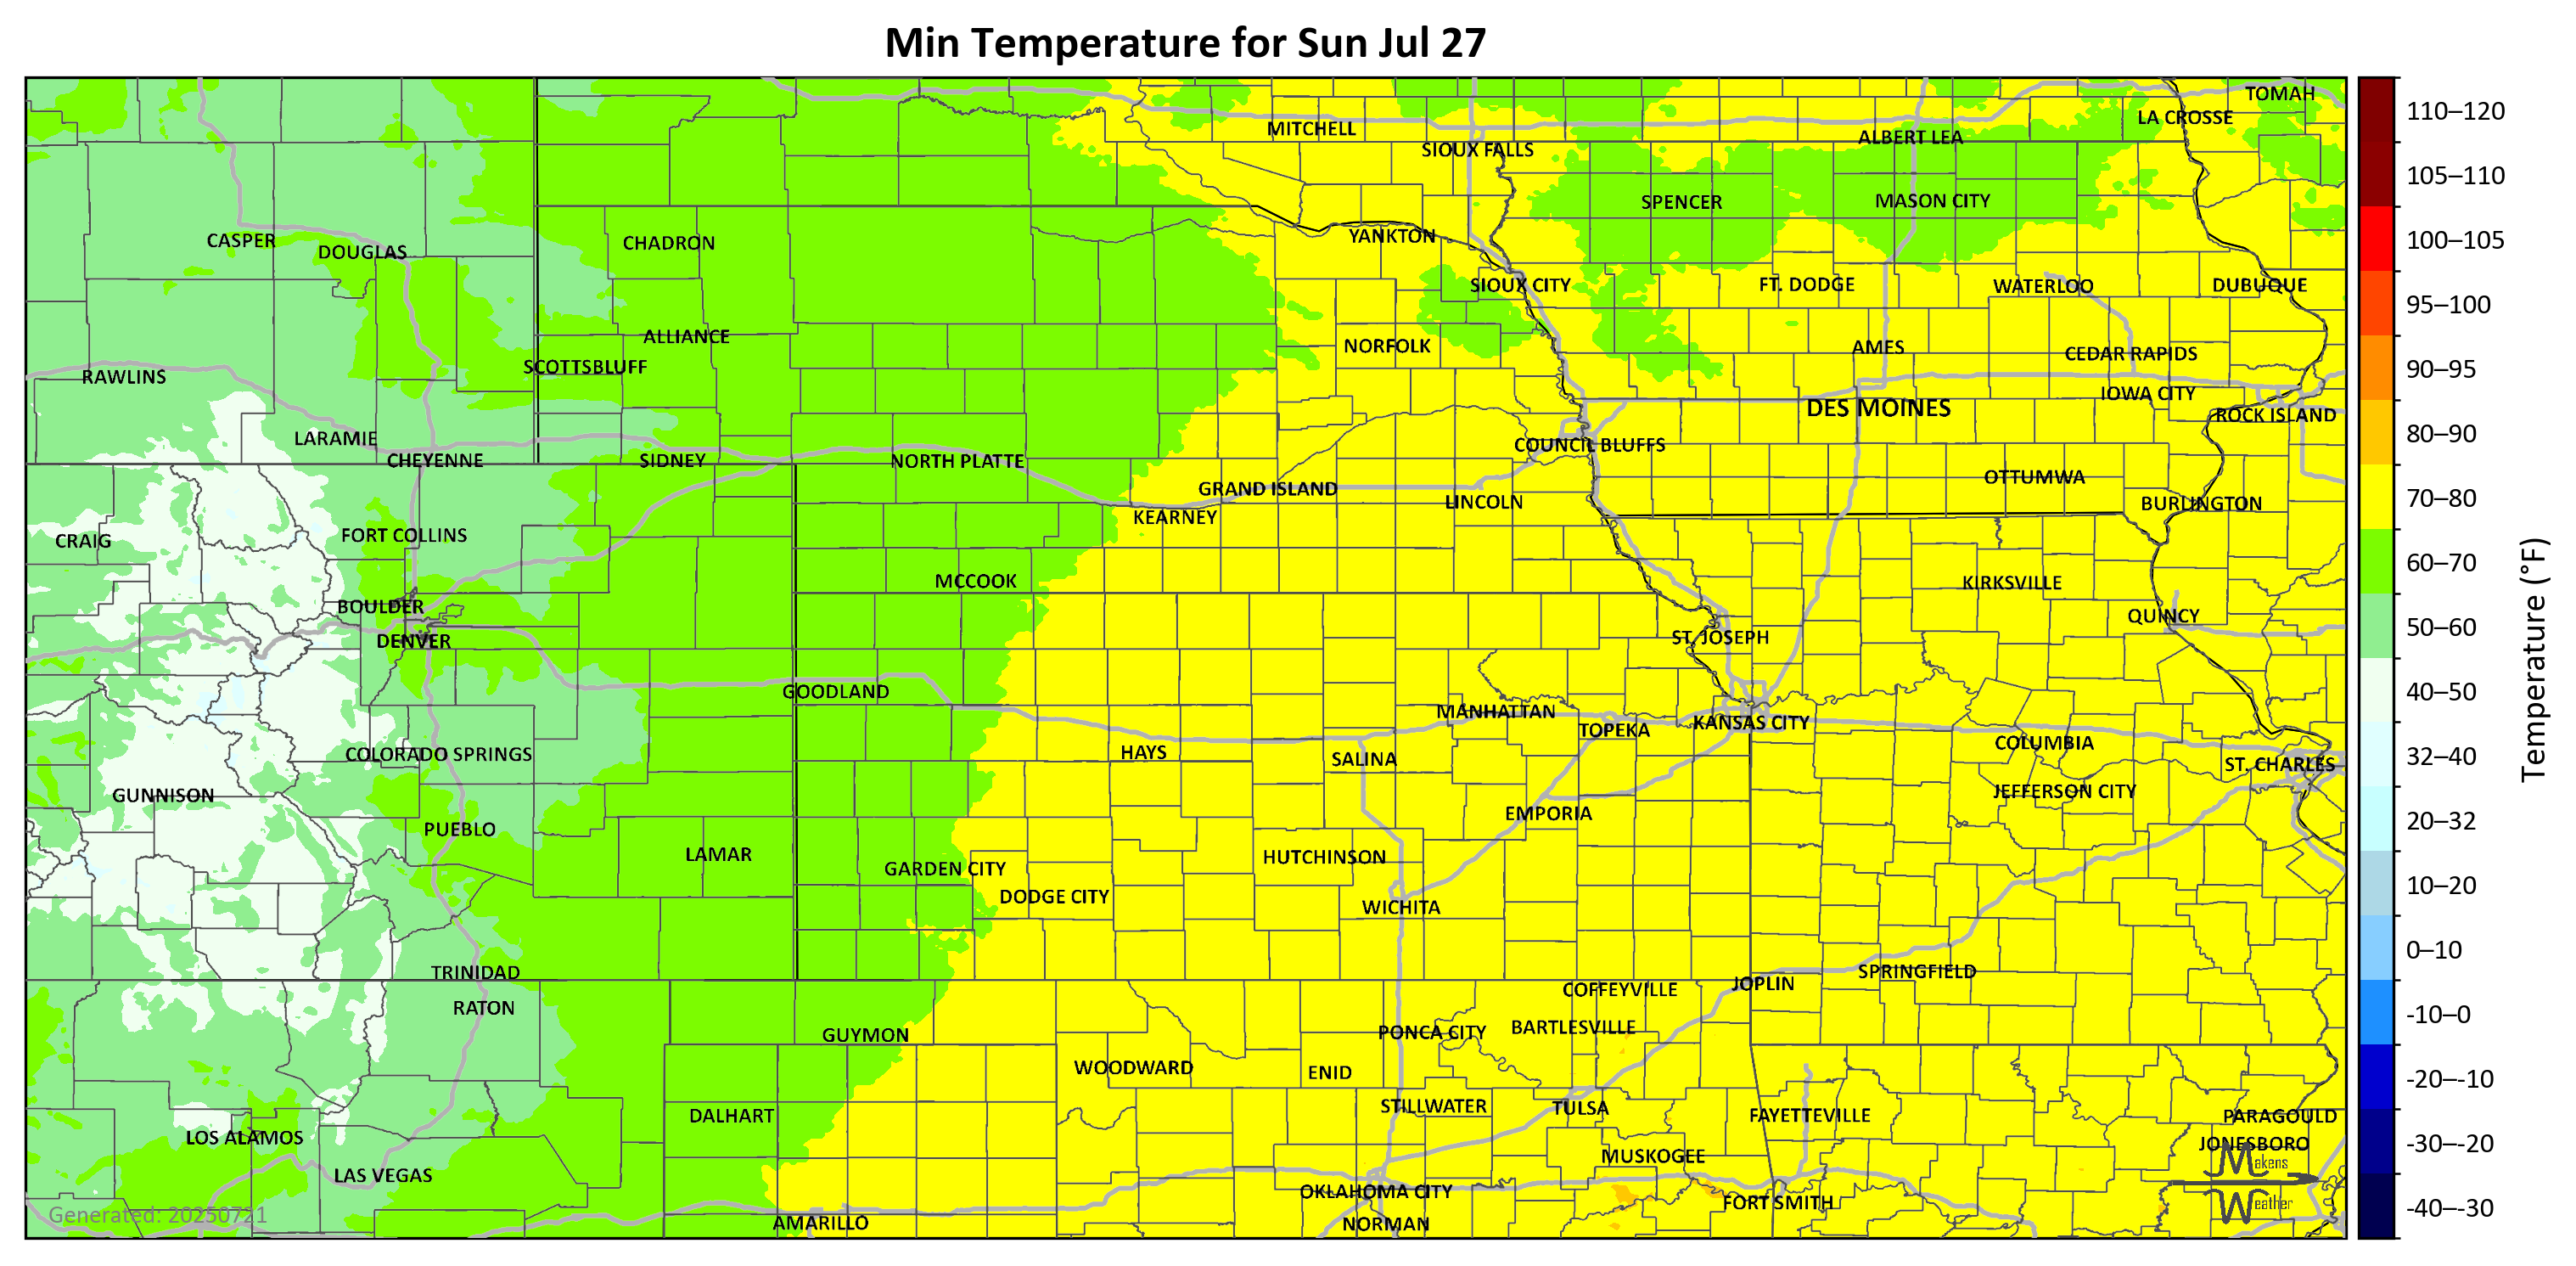 Min Temperature for Sun Jul 27
TOMAH
LA CROSSE
MITCHELL
ALBERT LEA
SIOUX FALLS
SPENCER
MASON CITY
YANKTON
CASPER
DOUGLAS
CHADRON
SIOUX CITY
FT. DODGE
WATERLOO
DUBUQUE
ALLIANCE
NORFOLK
AMES
CEDAR RAPIDS
SCOTTSBLUFF
RAWLINS
IOWA CITY
DES MOINES
ROCK ISLAND
LARAMIE
COUNCIL BLUFFS
CHEYENNE
SIDNEY
NORTH PLATTE
OTTUMWA
GRAND ISLAND
LINCOLN
BURLINGTON
KEARNEY
FORT COLLINS
CRAIG
MCCOOK
KIRKSVILLE
BOULDER
QUINCY
DENVER
ST. JOSEPH
GOODLAND
MANHATTAN
TOPEKA
KANSAS CITY
COLUMBIA
COLORADO SPRINGS
HAYS
SALINA
ST. CHARLES
GUNNISON
JEFFERSON CITY
EMPORIA
PUEBLO
LAMAR
HUTCHINSON
GARDEN CITY
DODGE CITY
WICHITA
TRINIDAD
SPRINGFIELD
JOPLIN
COFFEYVILLE
RATON
GUYMON
PONCA CITY
BARTLESVILLE
WOODWARD
ENID
DALHART
STILLWATER
TULSA
FAYETTEVILLE
PARAGOULD
LOS ALAMOS
JONESBORO
MUSKOGEE
LAS VEGAS
OKLAHOMA CITY
FORT SMITH
AMARILLO
NORMAN
Generated: 20250721
Makens
Weather
110–120
105–110
100–105
95–100
90–95
80–90
70–80
60–70
50–60
40–50
32–40
20–32
10–20
0–10
-10–0
-20–-10
-30–-20
-40–-30
Temperature (°F)